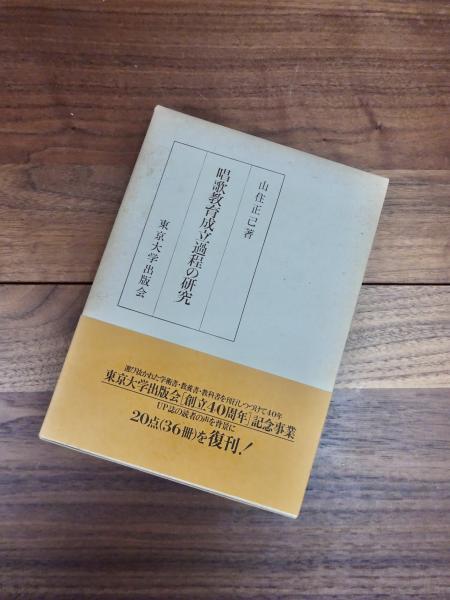 山住正己著
唱歌教育成立過程の研究
東京大学出版会
選び抜かれた学術書・教養書・教科書を刊行しつづけて40年
東京大学出版会[創立40周年]記念事業
UP誌の読者の声を背景に
20点(36冊)を復刊!